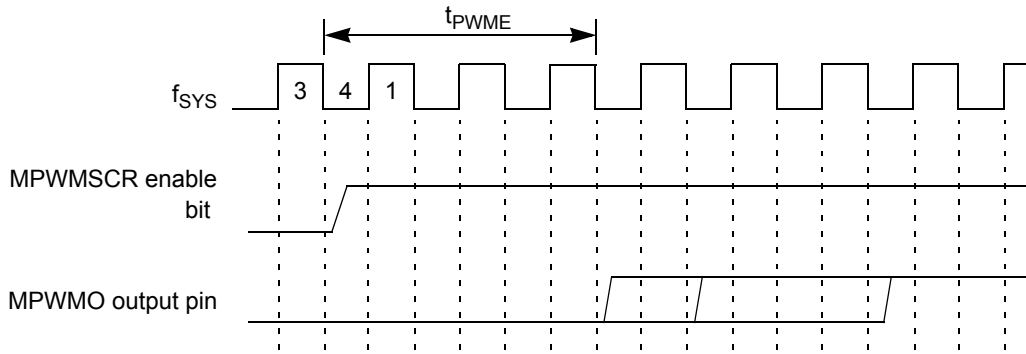 tPWME
fSYS
3 4 1
MPWMSCR enable
bit
MPWMO output pin